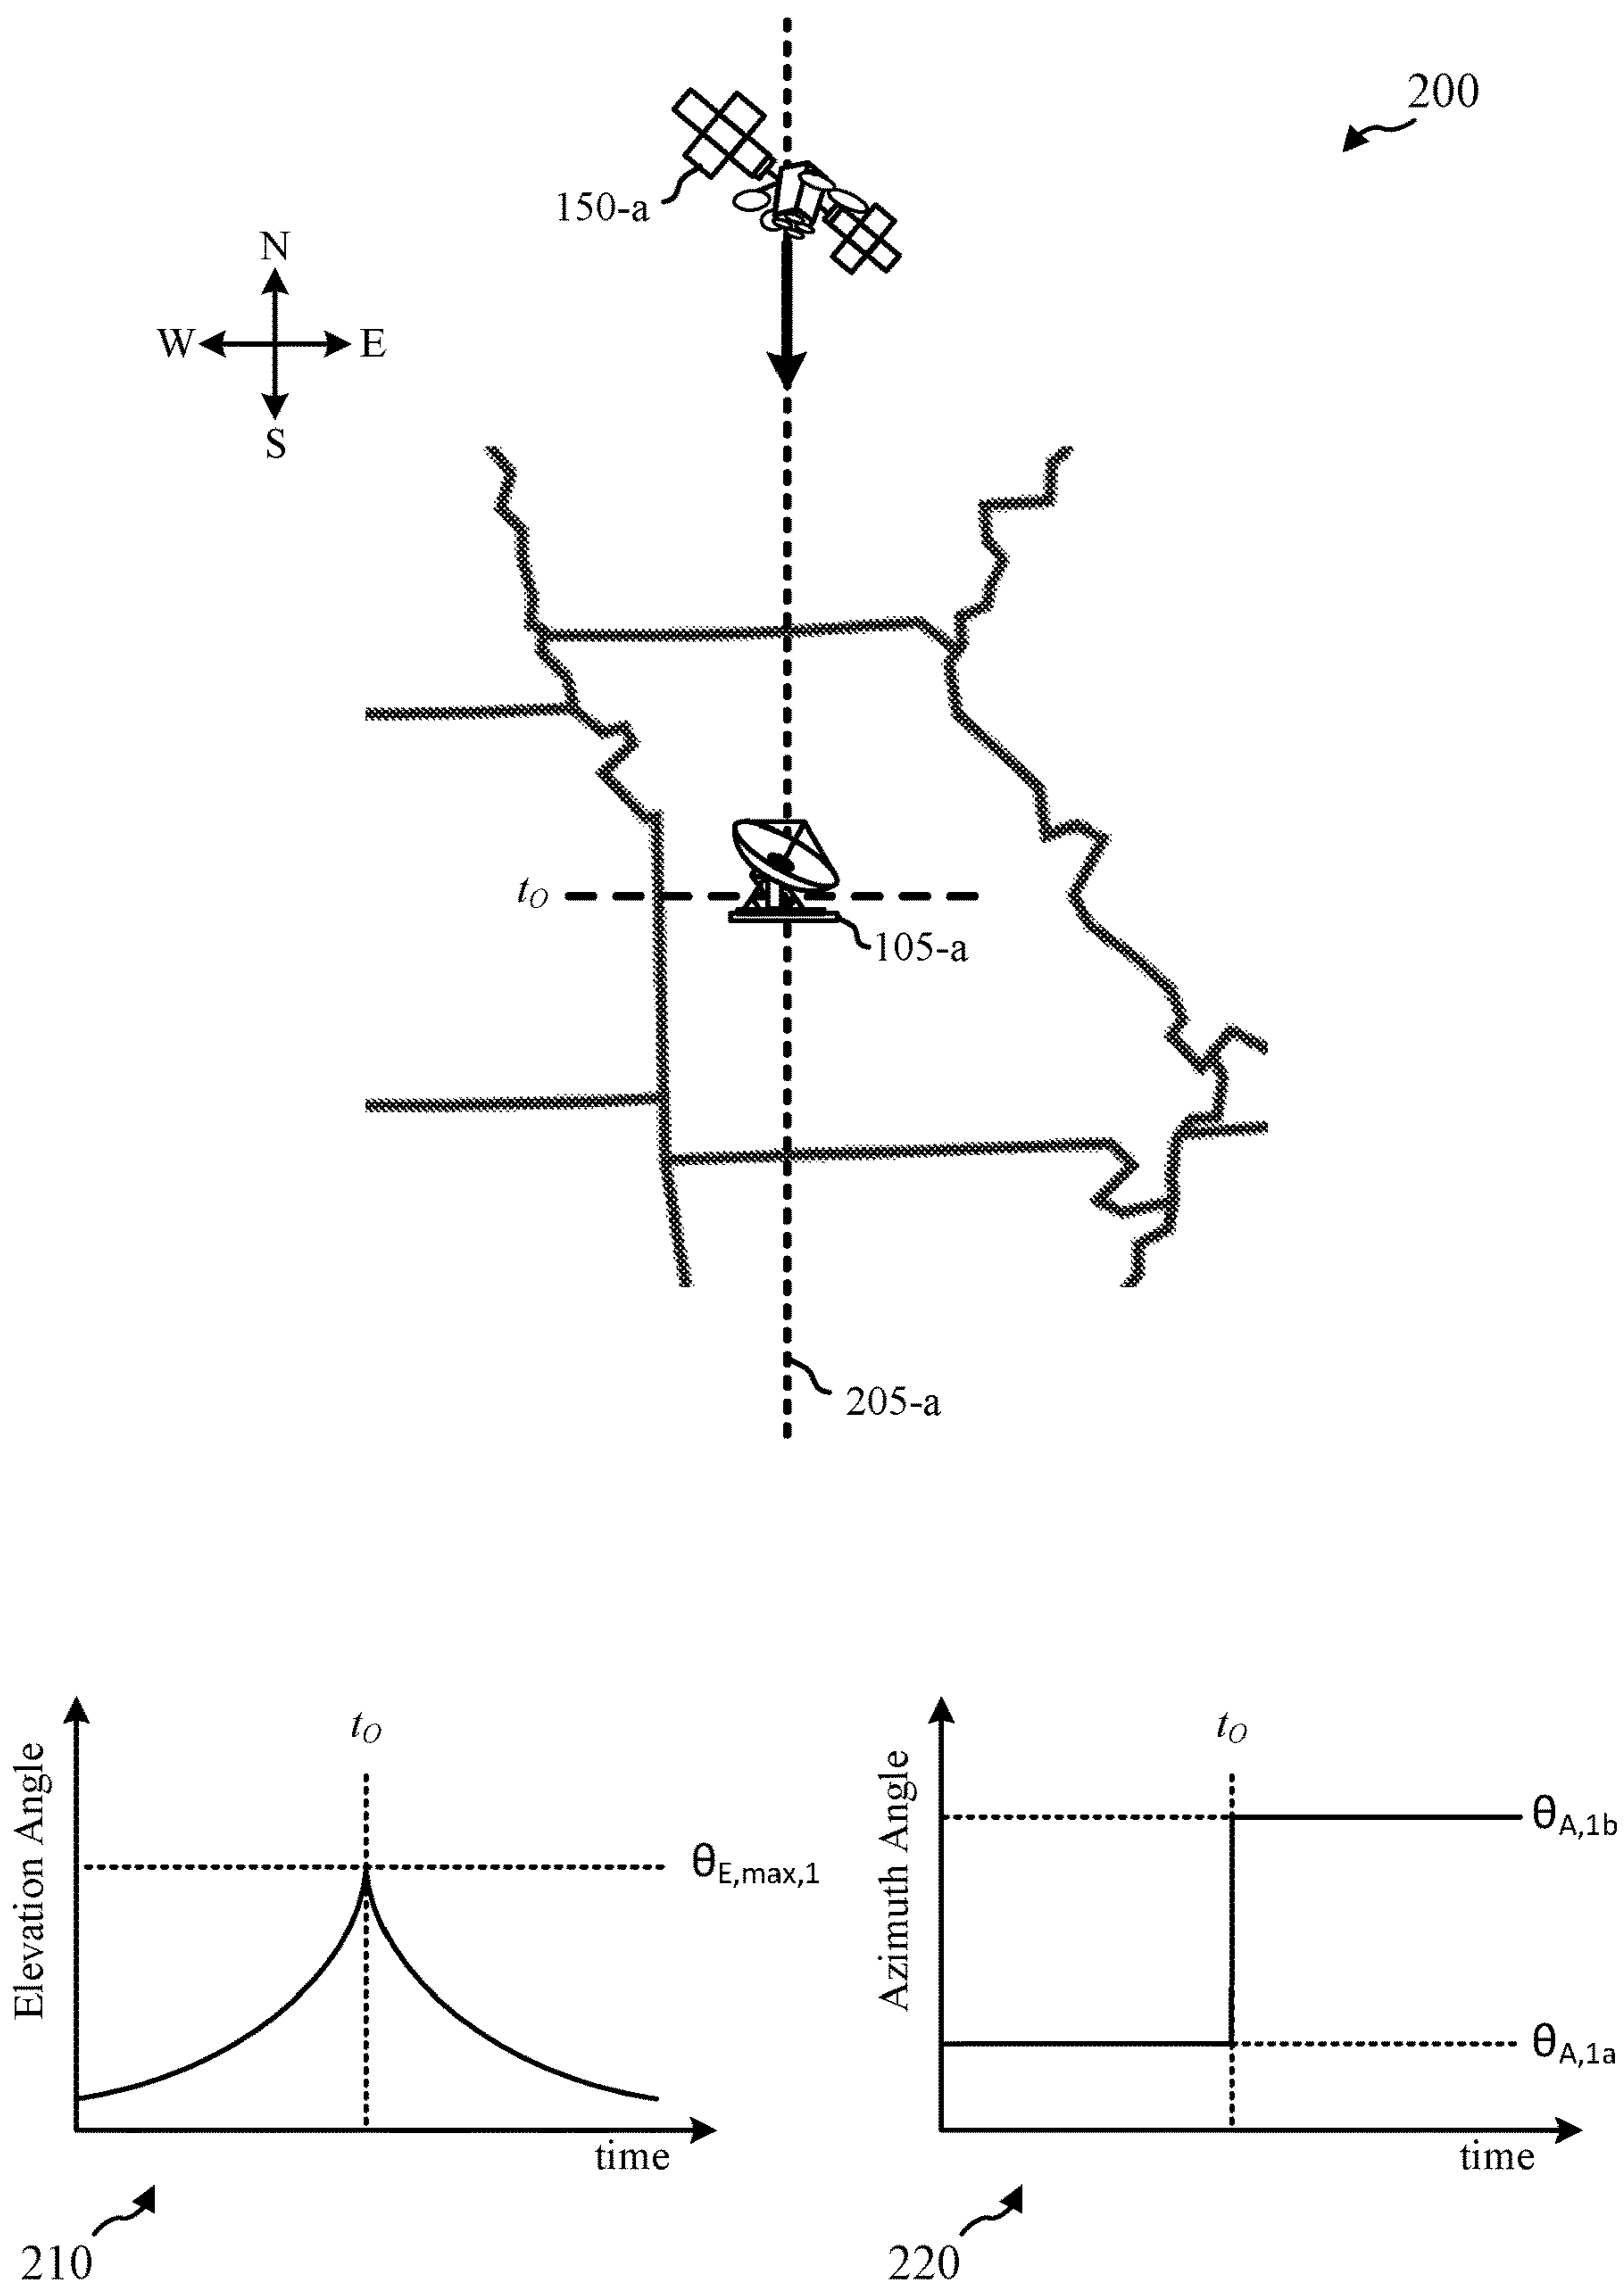 200
150-a
N
W E
S
tO
105-a
205-a
tO
Elevation Angle
θE,max,1
time
210
tO
Azimuth Angle
θA,1b
θA,1a
time
220